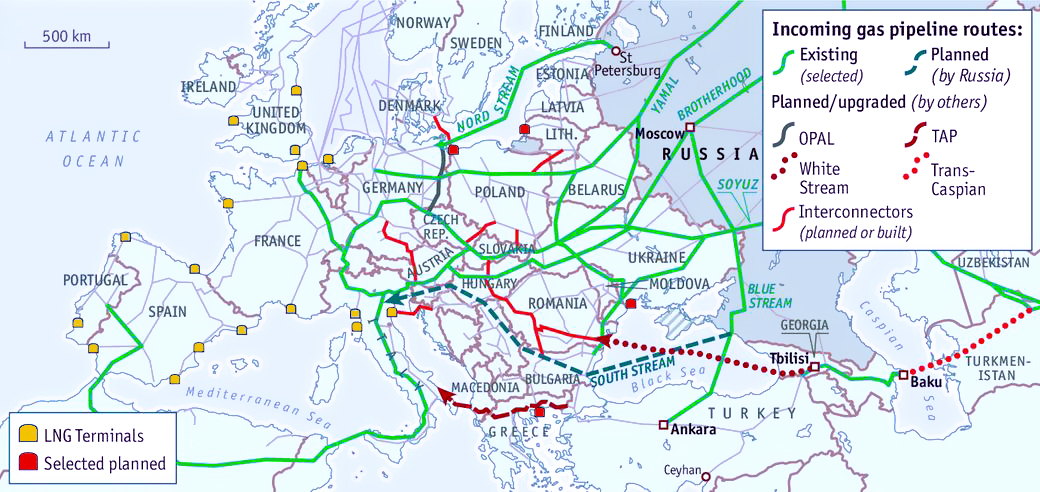 500 km
NORWAY
SWEDEN
FINLAND
St
Petersburg
ESTONIA
LATVIA
LITH.
IRELAND
UNITED
KINGDOM
DENMARK
NORD STREAM
YAMAL
BROTHERHOOD
Moscow
RUSSIA
ATLANTIC
OCEAN
GERMANY
POLAND
BELARUS
SOYUZ
CZECH
REP.
FRANCE
AUSTRIA
SLOVAKIA
UKRAINE
HUNGARY
MOLDOVA
ROMANIA
BLUE
STREAM
PORTUGAL
SPAIN
GEORGIA
Caspian
Sea
UZBEKISTAN
TURKMEN-
ISTAN
Tbilisi
Baku
SOUTH STREAM
Black Sea
MACEDONIA
BULGARIA
Mediterranean Sea
GREECE
TURKEY
Ankara
Ceyhan
Incoming gas pipeline routes:
Existing
(selected)
Planned
(by Russia)
Planned/upgraded (by others)
OPAL
TAP
White
Stream
Trans-
Caspian
Interconnectors
(planned or built)
LNG Terminals
Selected planned